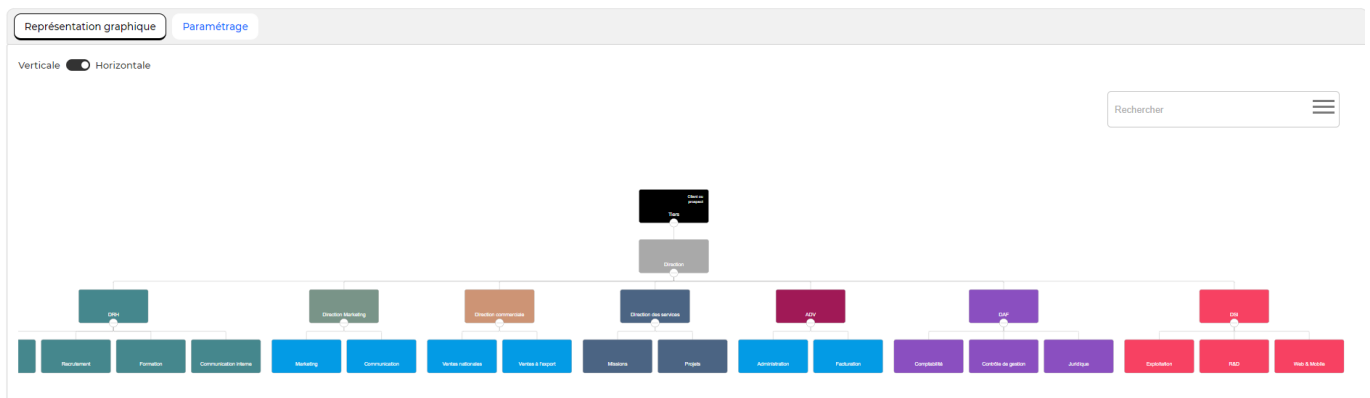 Représentation graphique
Paramétrage
Verticale
Horizontale
Rechercher
Client ou
prospect
Tiers
Direction
DRH
Direction Marketing
Direction commerciale
Direction des services
ADV
DAF
DSI
Recrutement
Formation
Communication interne
Marketing
Communication
Ventes nationales
Ventes à l'export
Missions
Projets
Administration
Facturation
Comptabilité
Contrôle de gestion
Juridique
Exploitation
R&D
Web & Mobile